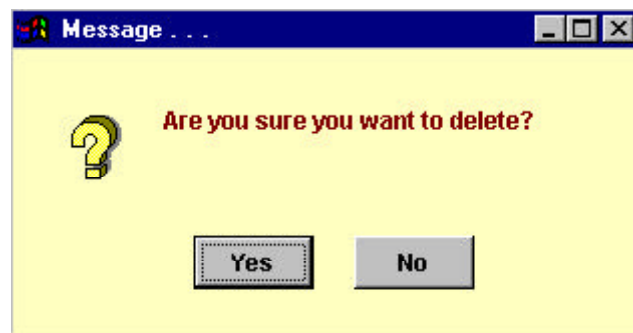 Message . . .
Are you sure you want to delete?
Yes No